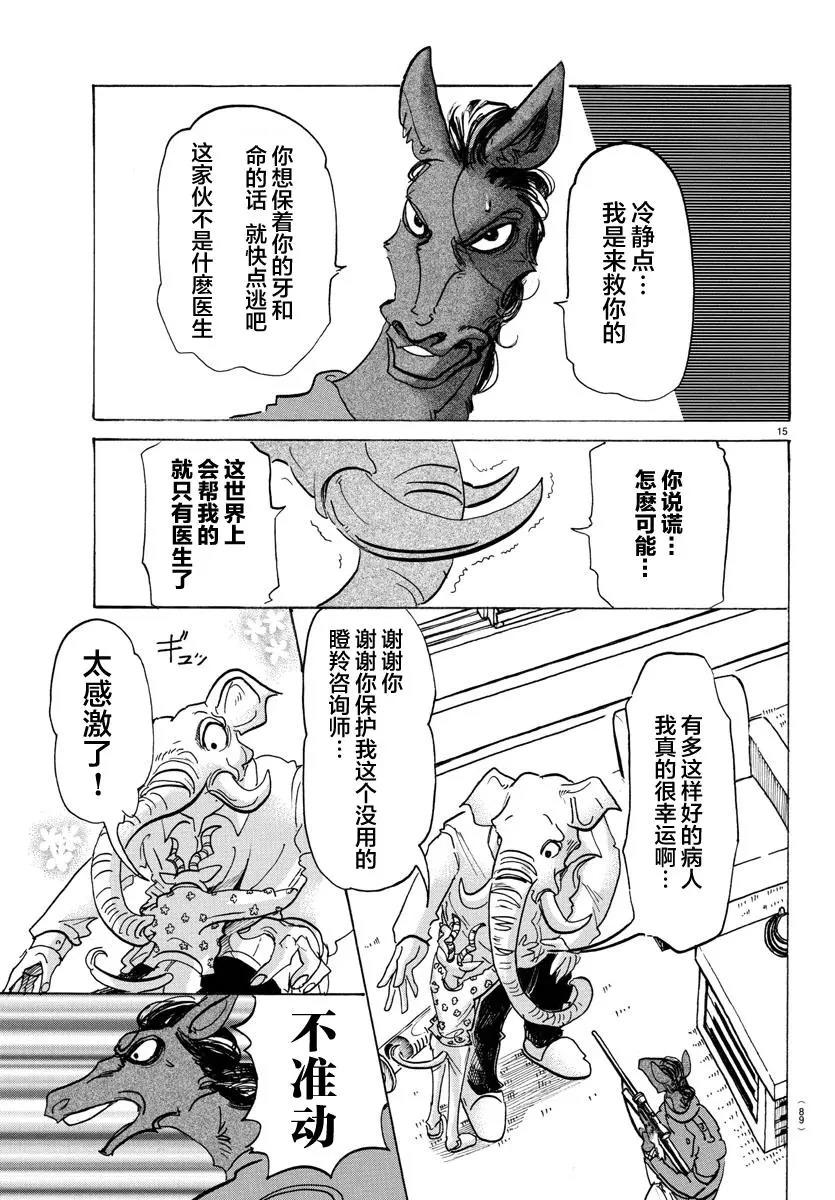 冷静点…
我是来救你的
你想保着你的牙和
命的话 就快点逃吧
这家伙不是什麽医生
15
你说谎…
怎麽可能…
这世界上
会帮我的
就只有医生了
有多这样好的病人
我真的很幸运啊…
谢谢你
谢谢你保护我这个没用的
瞪羚咨询师…
ギュッ
太感激了！
不准动
(89)